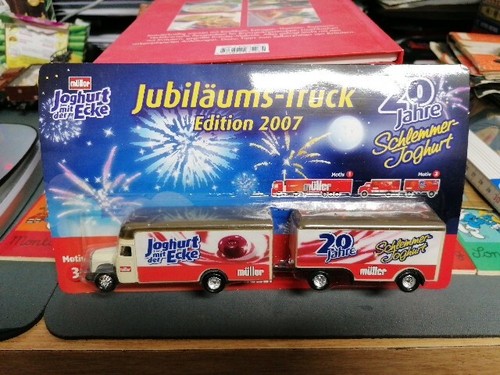 müller
Joghurt
mit
der Ecke
Jubiläums-Truck
Edition 2007
20
Jahre
Schlemmer-
Joghurt
Motiv 1
müller
Motiv
Motiv
3
Joghurt
mit
der Ecke
müller
20
Jahre
Schlemmer-
Joghurt
müller